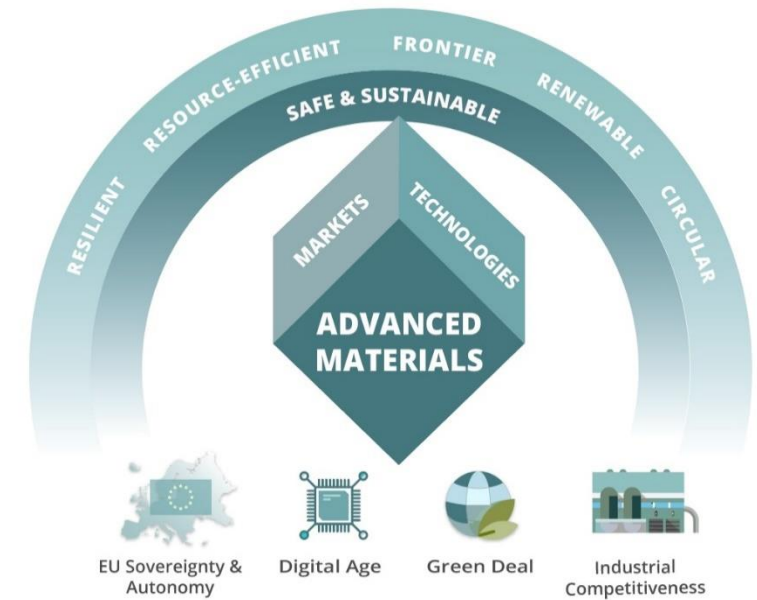 RESILIENT
RESOURCE-EFFICIENT
FRONTIER
RENEWABLE
CIRCULAR
SAFE & SUSTAINABLE
MARKETS
TECHNOLOGIES
ADVANCED
MATERIALS
EU Sovereignty &
Autonomy
Digital Age
Green Deal
Industrial
Competitiveness